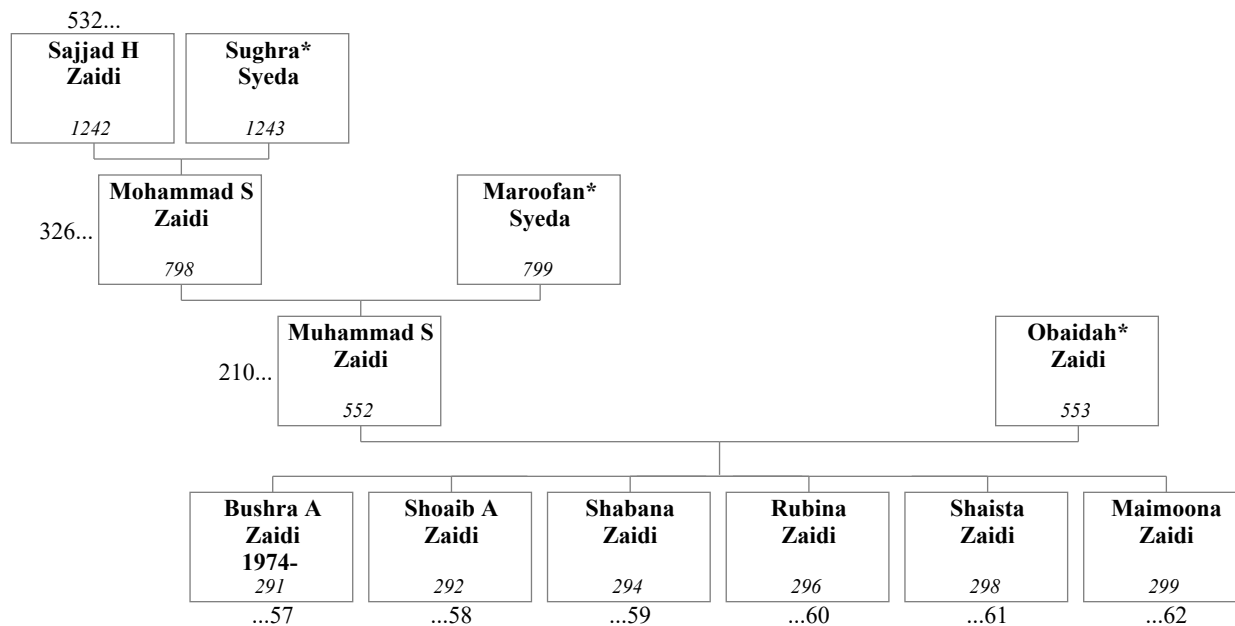 532...
Sajjad H
Zaidi
1242
Sughra*
Syeda
1243
326...
Mohammad S
Zaidi
798
Maroofan*
Syeda
799
210...
Muhammad S
Zaidi
552
Obaidah*
Zaidi
553
Bushra A
Zaidi
1974-
291
...57
Shoaib A
Zaidi
292
...58
Shabana
Zaidi
294
...59
Rubina
Zaidi
296
...60
Shaista
Zaidi
298
...61
Maimoona
Zaidi
299
...62